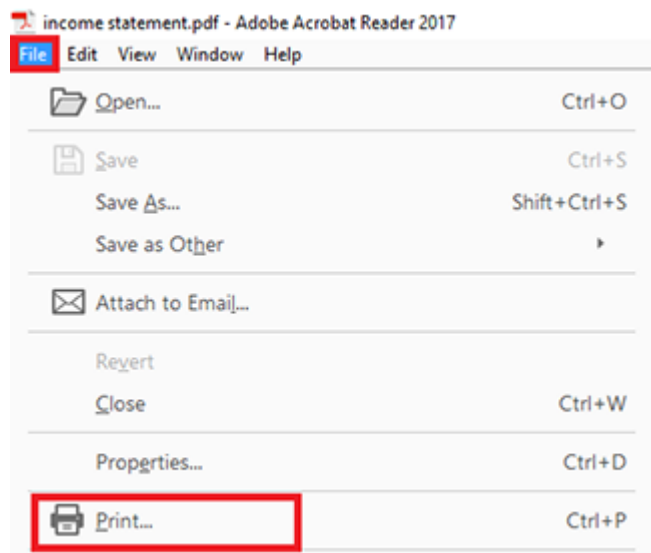 income statement.pdf - Adobe Acrobat Reader 2017
File Edit View Window Help
Open... Ctrl+O
Save Ctrl+S
Save As... Shift+Ctrl+S
Save as Other
Attach to Email...
Revert
Close Ctrl+W
Properties... Ctrl+D
Print... Ctrl+P